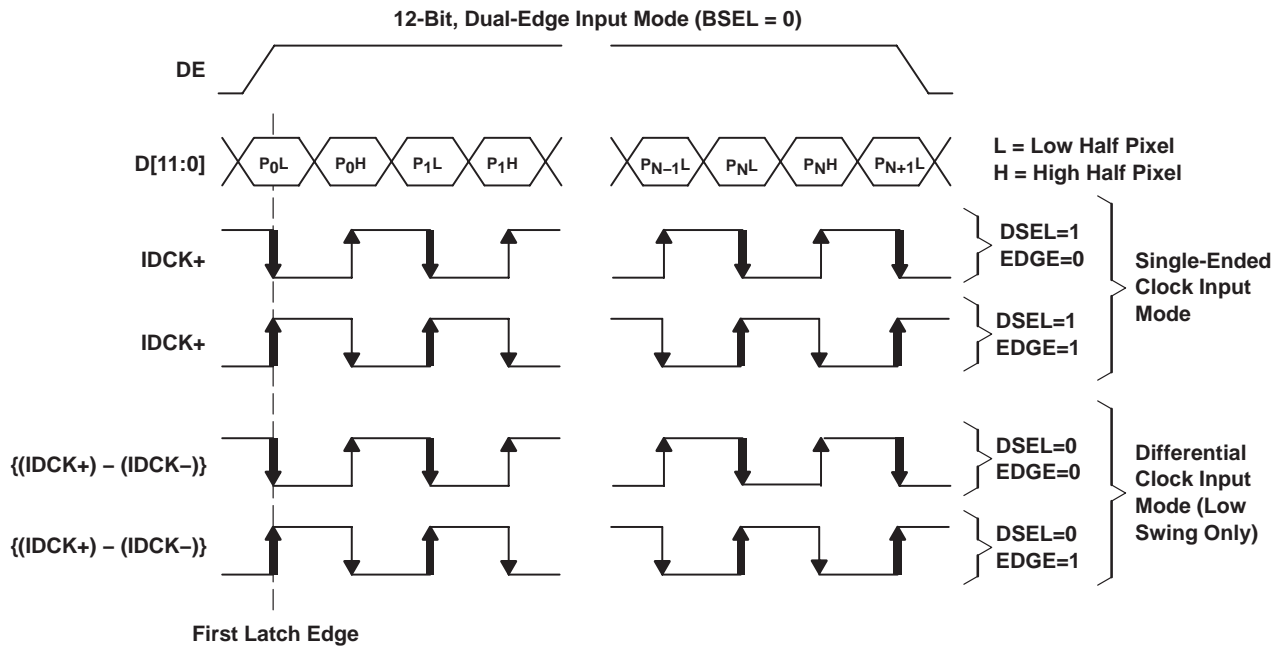 12-Bit, Dual-Edge Input Mode (BSEL = 0)
DE
D[11:0]
P0L
P0H
P1L
P1H
PN–1L
PNL
PNH
PN+1L
L = Low Half Pixel
H = High Half Pixel
IDCK+
DSEL=1
EDGE=0
IDCK+
DSEL=1
EDGE=1
Single-Ended
Clock Input
Mode
{(IDCK+) – (IDCK–)}
DSEL=0
EDGE=0
{(IDCK+) – (IDCK–)}
DSEL=0
EDGE=1
Differential
Clock Input
Mode (Low
Swing Only)
First Latch Edge